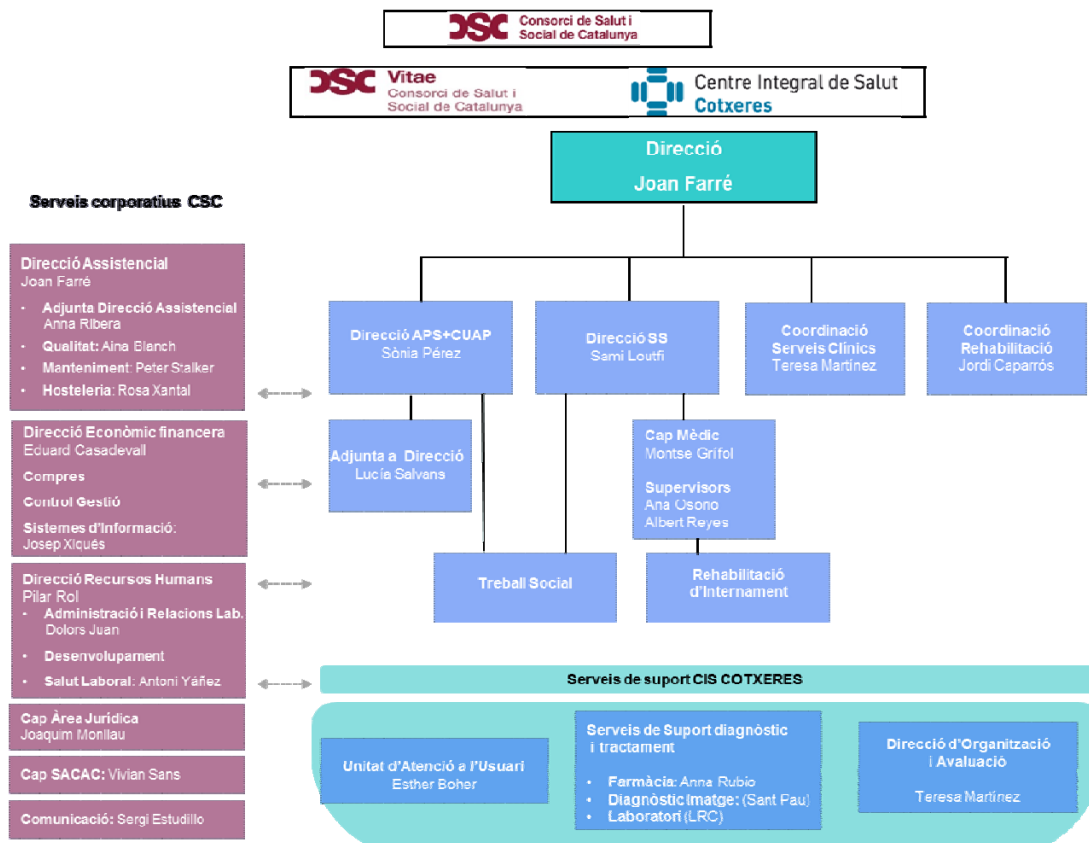 CSC Consorci de Salut i
Social de Catalunya
CSC Vitae
Consorci de Salut i
Social de Catalunya
Centre Integral de Salut
Cotxeres
Direcció
Joan Farré
Serveis corporatius CSC
Direcció Assistencial
Joan Farré
• Adjunta Direcció Assistencial
Anna Ribera
• Qualitat: Aina Blanch
• Manteniment: Peter Stalker
• Hosteleria: Rosa Xantal
Direcció Econòmic financera
Eduard Casadevall
Compres
Control Gestió
Sistemes d'Informació:
Josep Xiqués
Direcció Recursos Humans
Pilar Rol
• Administració i Relacions Lab.
Dolors Juan
• Desenvolupament
• Salut Laboral: Antoni Yáñez
Cap Àrea Jurídica
Joaquim Monllau
Cap SACAC: Vivian Sans
Comunicació: Sergi Estudillo
Direcció APS+CUAP
Sònia Pérez
Direcció SS
Sami Loutfi
Coordinació
Serveis Clínics
Teresa Martínez
Coordinació
Rehabilitació
Jordi Caparrós
Adjunta a Direcció
Lucía Salvans
Cap Mèdic
Montse Grifol
Supervisors
Ana Osorio
Albert Reyes
Treball Social
Rehabilitació
d'Internament
Serveis de suport CIS COTXERES
Unitat d'Atenció a l'Usuari
Esther Boher
Serveis de Suport diagnòstic
i tractament
• Farmàcia: Anna Rubio
• Diagnòstic Imatge: (Sant Pau)
• Laboratori (LRC)
Direcció d'Organització
i Avaluació
Teresa Martínez